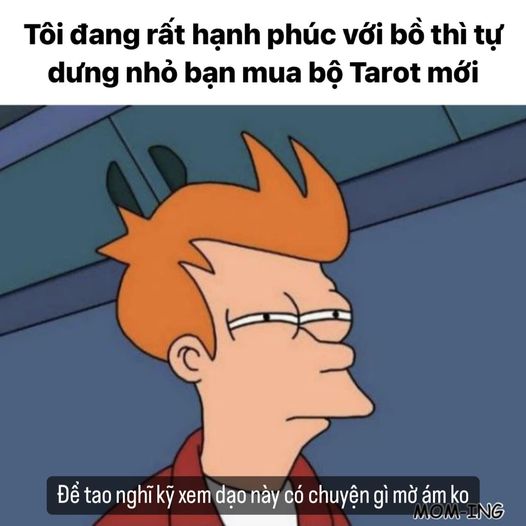 Tôi đang rất hạnh phúc với bồ thì tự
dưng nhỏ bạn mua bộ Tarot mới
Để tao nghĩ kỹ xem dạo này có chuyện gì mờ ám ko
MOM-ING